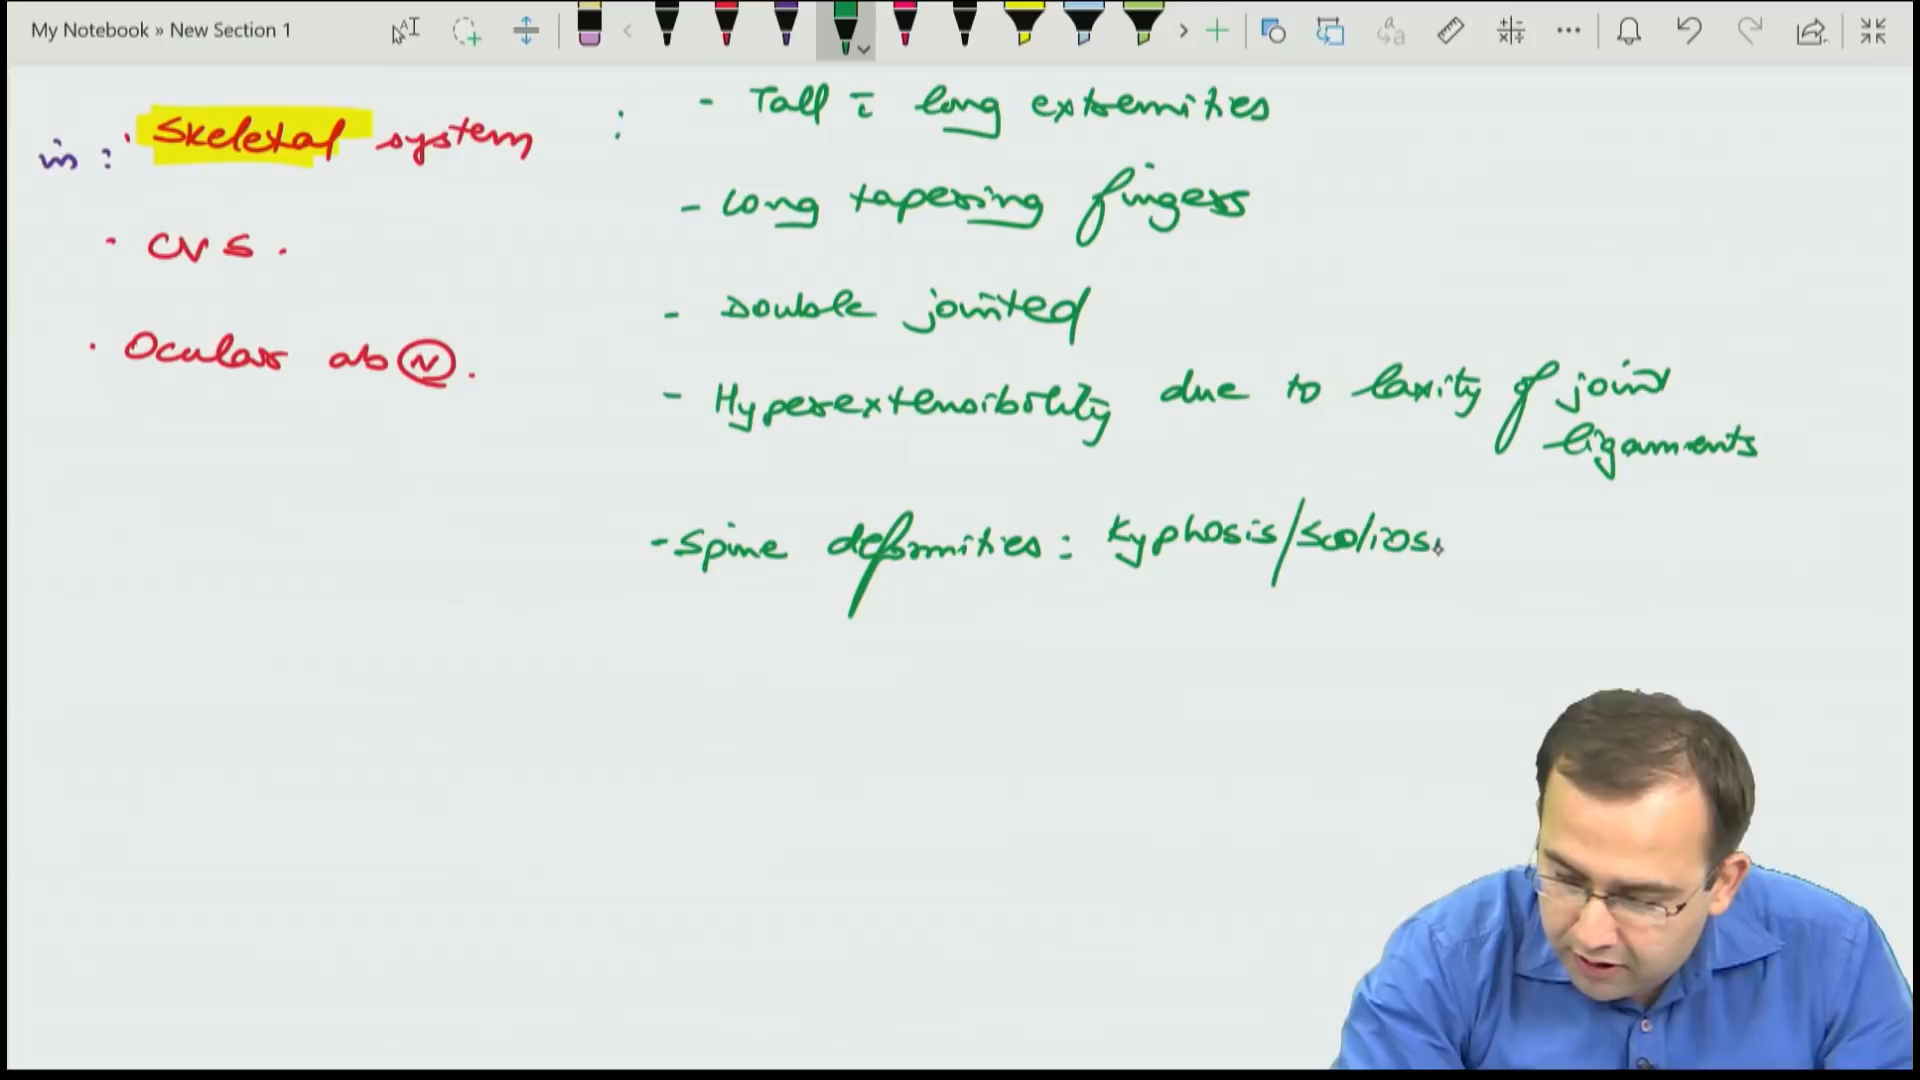 My Notebook » New Section 1
in : · Skeletal system :
· CVS .
· Ocular ab(N) .
- Tall c̄ long extremities
- Long tapering fingers
- Double jointed
- Hyperextensibility due to laxity of joint
ligaments
- Spine deformities : Kyphosis/Scolios